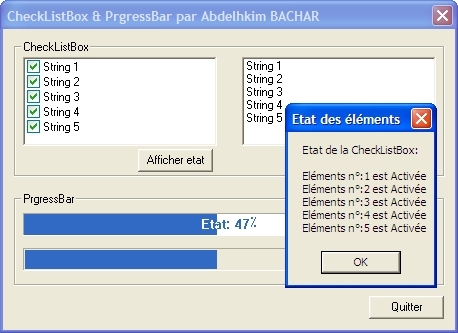 CheckListBox & PrgressBar par Abdelhkim BACHAR
CheckListBox
String 1
String 2
String 3
String 4
String 5
String 1
String 2
String 3
String 4
String 5
Afficher etat
Etat des éléments
Etat de la CheckListBox:
Eléments n°:1 est Activée
Eléments n°:2 est Activée
Eléments n°:3 est Activée
Eléments n°:4 est Activée
Eléments n°:5 est Activée
OK
PrgressBar
Etat: 47%
Quitter